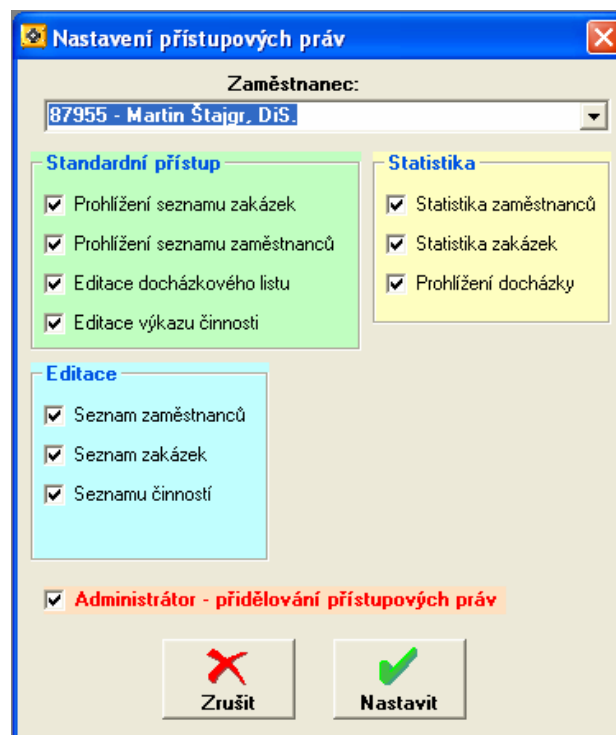 Nastavení přístupových práv
Zaměstnanec:
87955 - Martin Štajgr, DiS.
Standardní přístup
Prohlížení seznamu zakázek
Prohlížení seznamu zaměstnanců
Editace docházkového listu
Editace výkazu činnosti
Statistika
Statistika zaměstnanců
Statistika zakázek
Prohlížení docházky
Editace
Seznam zaměstnanců
Seznam zakázek
Seznamu činností
Administrátor - přidělování přístupových práv
Zrušit
Nastavit